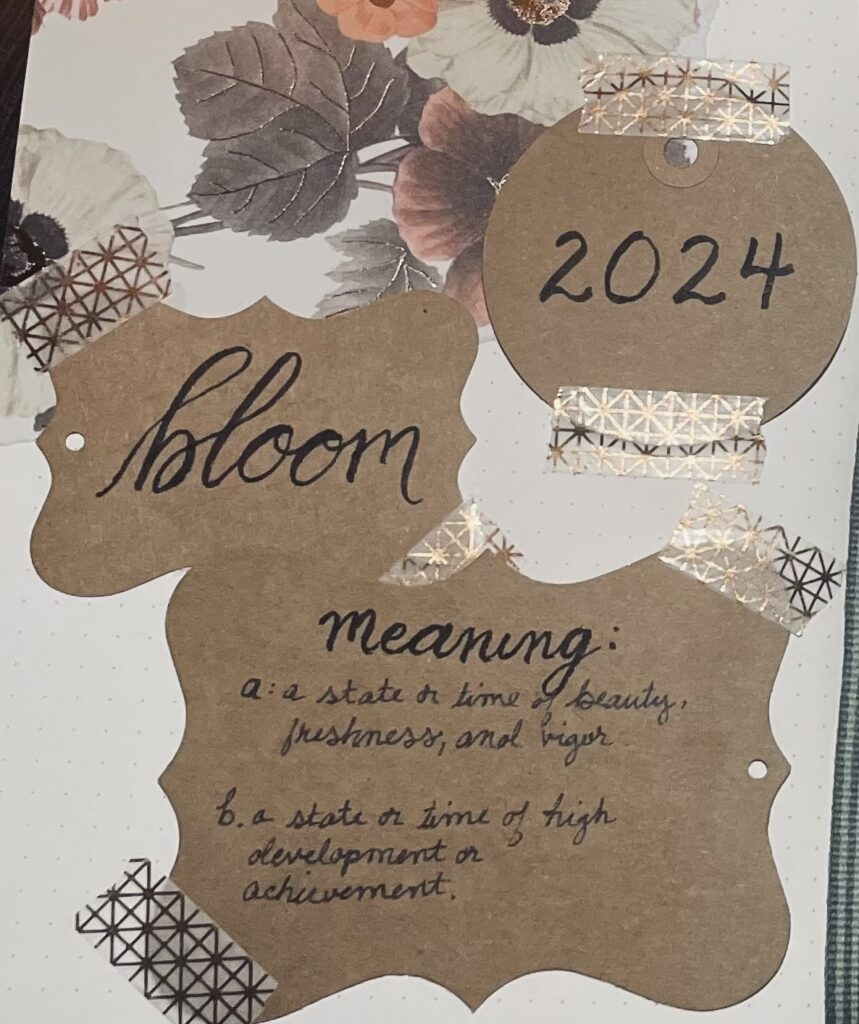 2024
bloom
meaning:
a: a state or time of beauty,
freshness, and vigor
b. a state or time of high
development or
achievement.